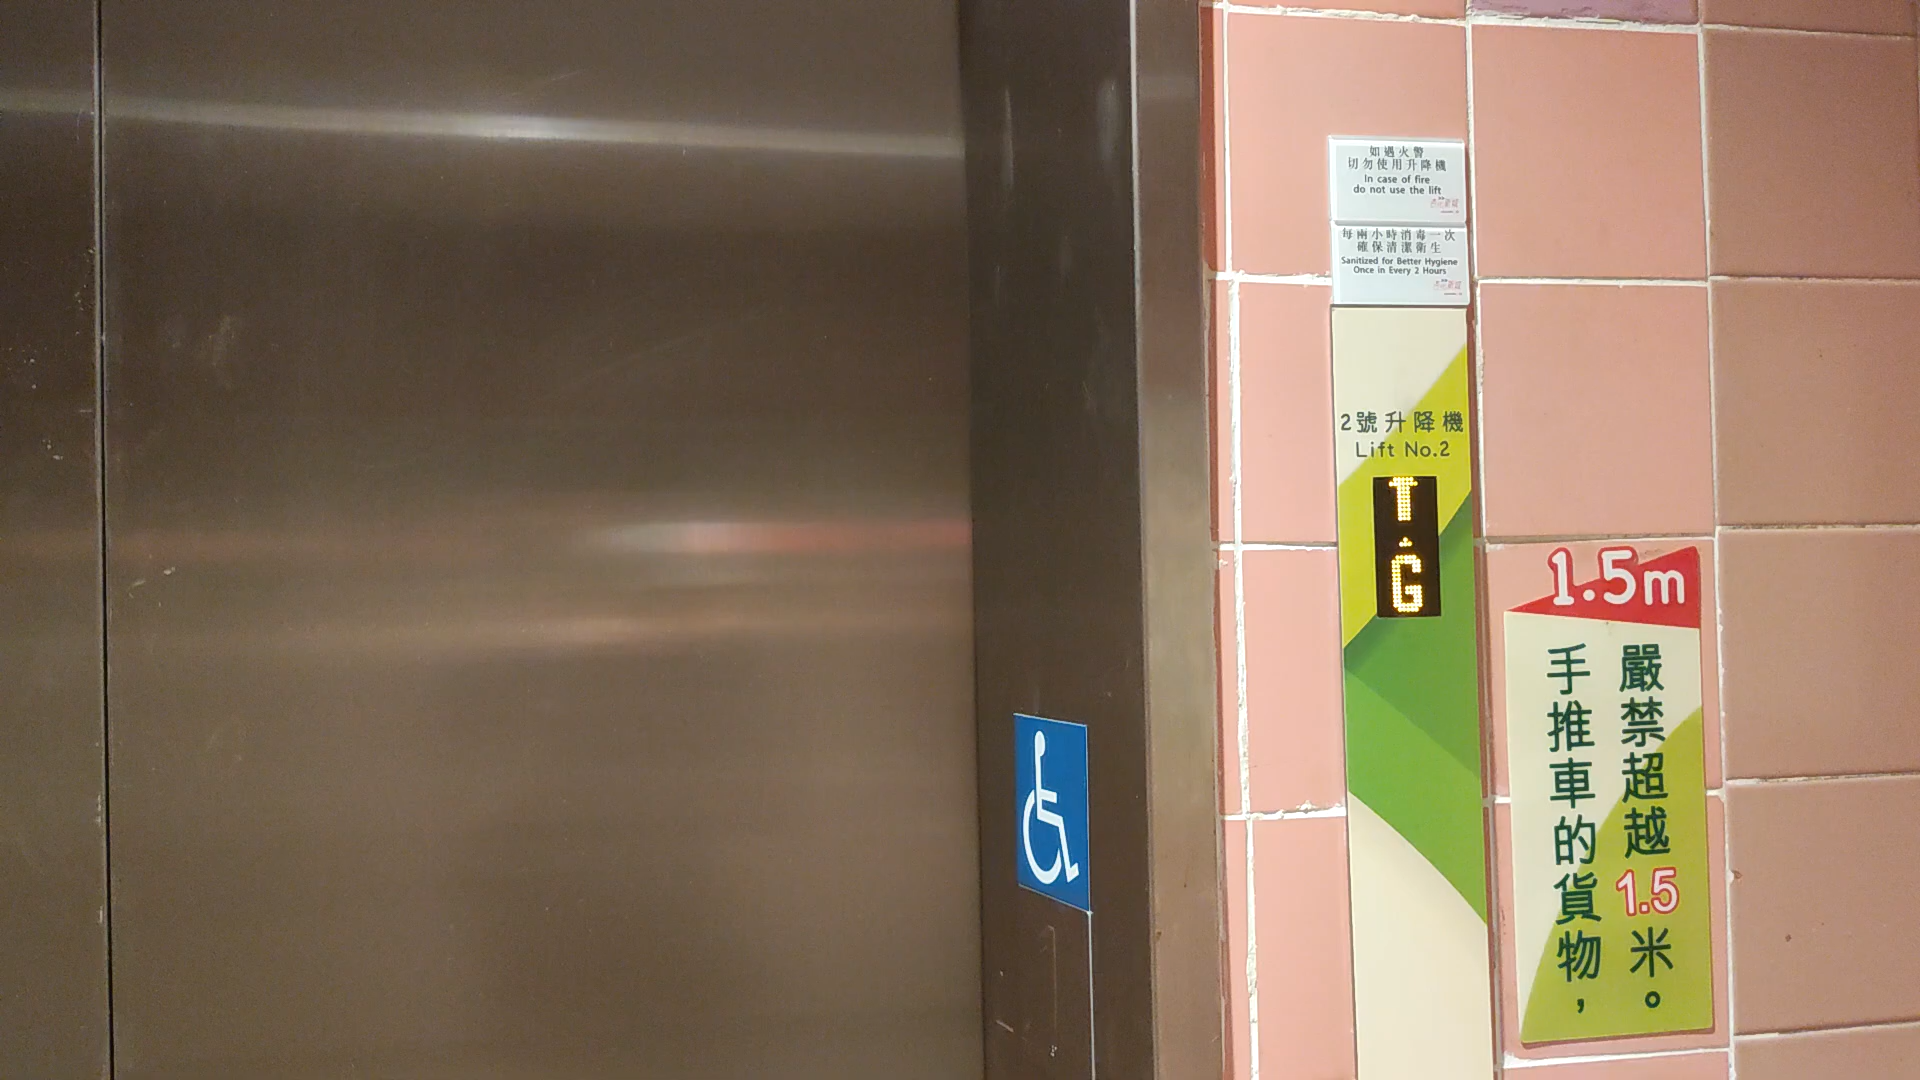 如遇火警
切勿使用升降機
In case of fire
do not use the lift
每兩小時消毒一次
確保清潔衛生
Sanitized for Better Hygiene
Once in Every 2 Hours
2號升降機
Lift No.2
T
G
1.5m
手推車的貨物，
嚴禁超越1.5米。